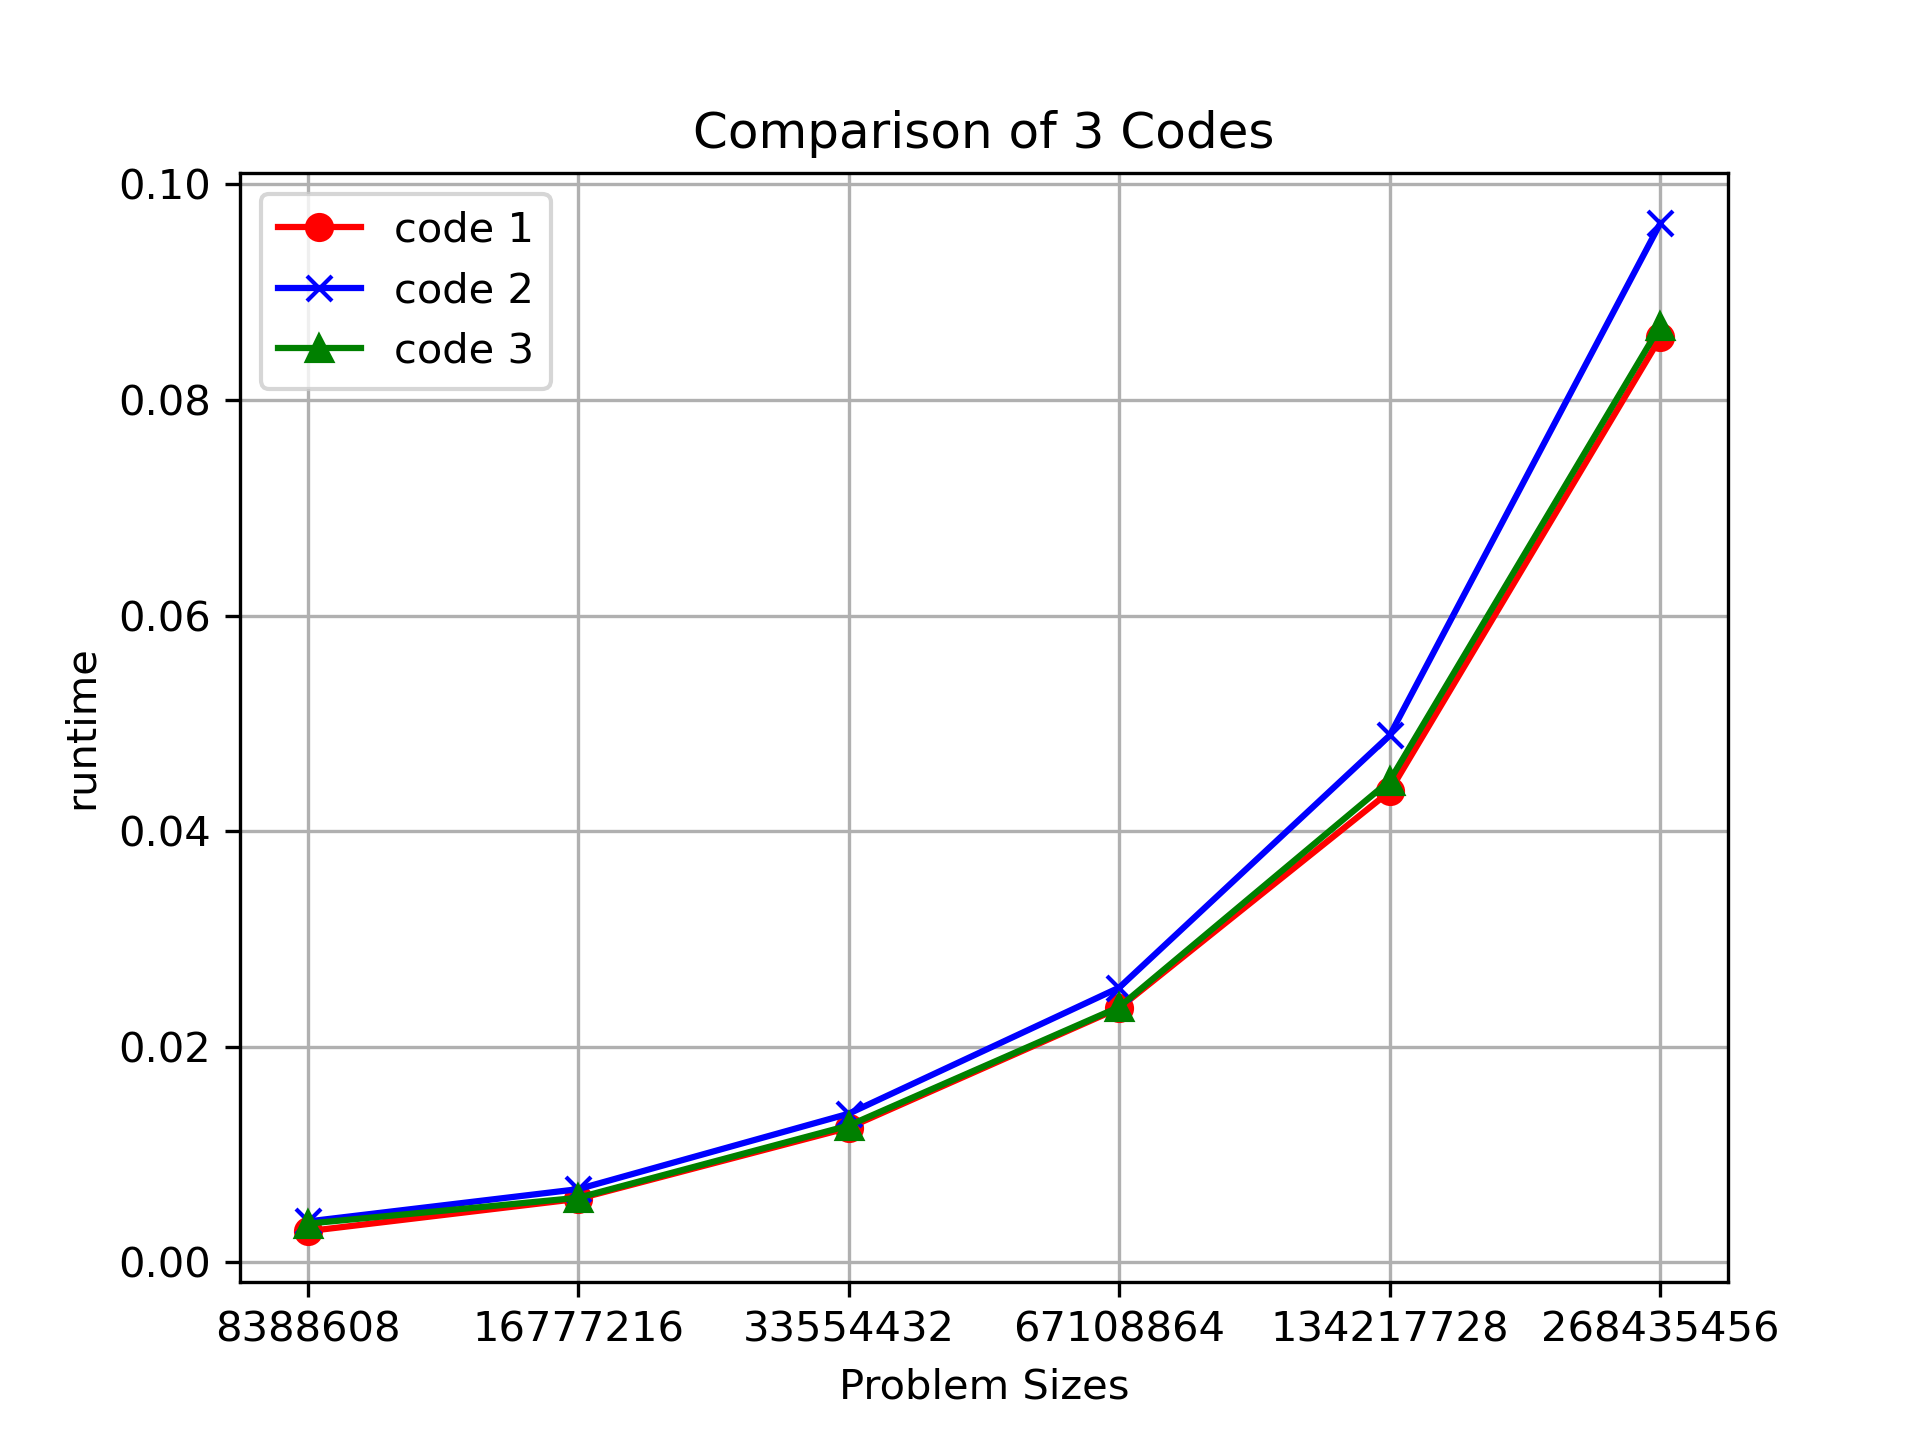 Comparison of 3 Codes
code 1
code 2
code 3
0.10
0.08
0.06
0.04
0.02
0.00
runtime
8388608 16777216 33554432 67108864 134217728 268435456
Problem Sizes